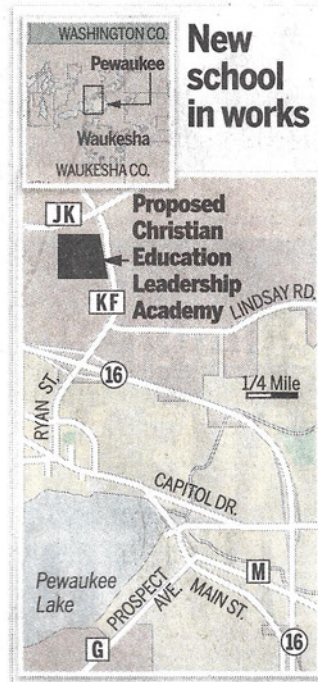 WASHINGTON CO.
Pewaukee
Waukesha
WAUKESHA CO.
New
school
in works
JK
Proposed
Christian
Education
Leadership
Academy
KF
LINDSAY RD.
RYAN ST.
16
1/4 Mile
CAPITOL DR.
Pewaukee
Lake
PROSPECT
AVE.
MAIN ST.
M
G
16